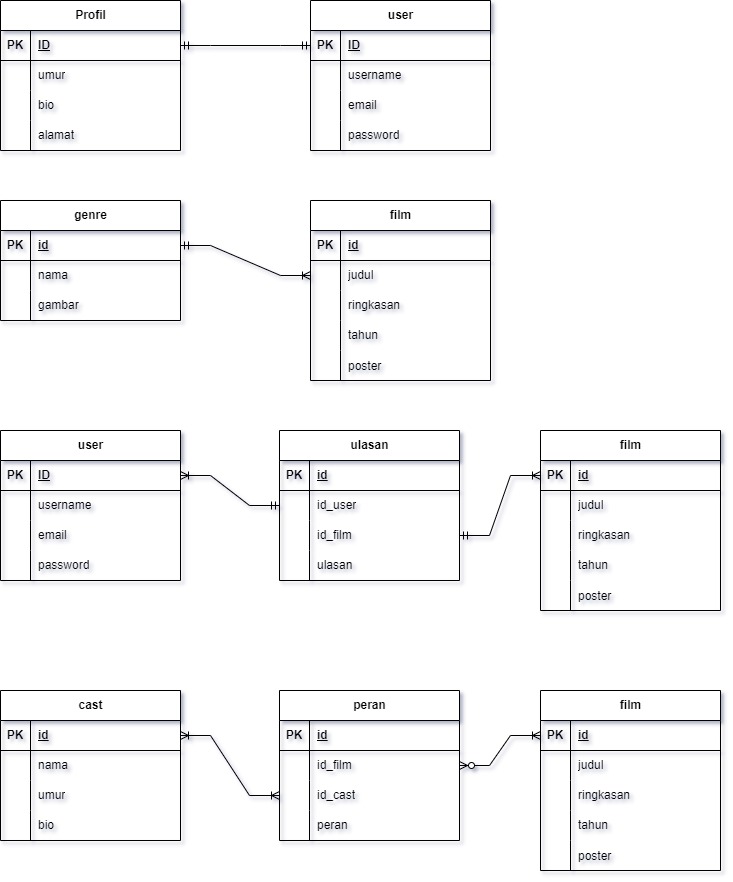 Profil
PK ID
umur
bio
alamat
user
PK ID
username
email
password
genre
PK id
nama
gambar
film
PK id
judul
ringkasan
tahun
poster
user
PK ID
username
email
password
ulasan
PK id
id_user
id_film
ulasan
film
PK id
judul
ringkasan
tahun
poster
cast
PK id
nama
umur
bio
peran
PK id
id_film
id_cast
peran
film
PK id
judul
ringkasan
tahun
poster